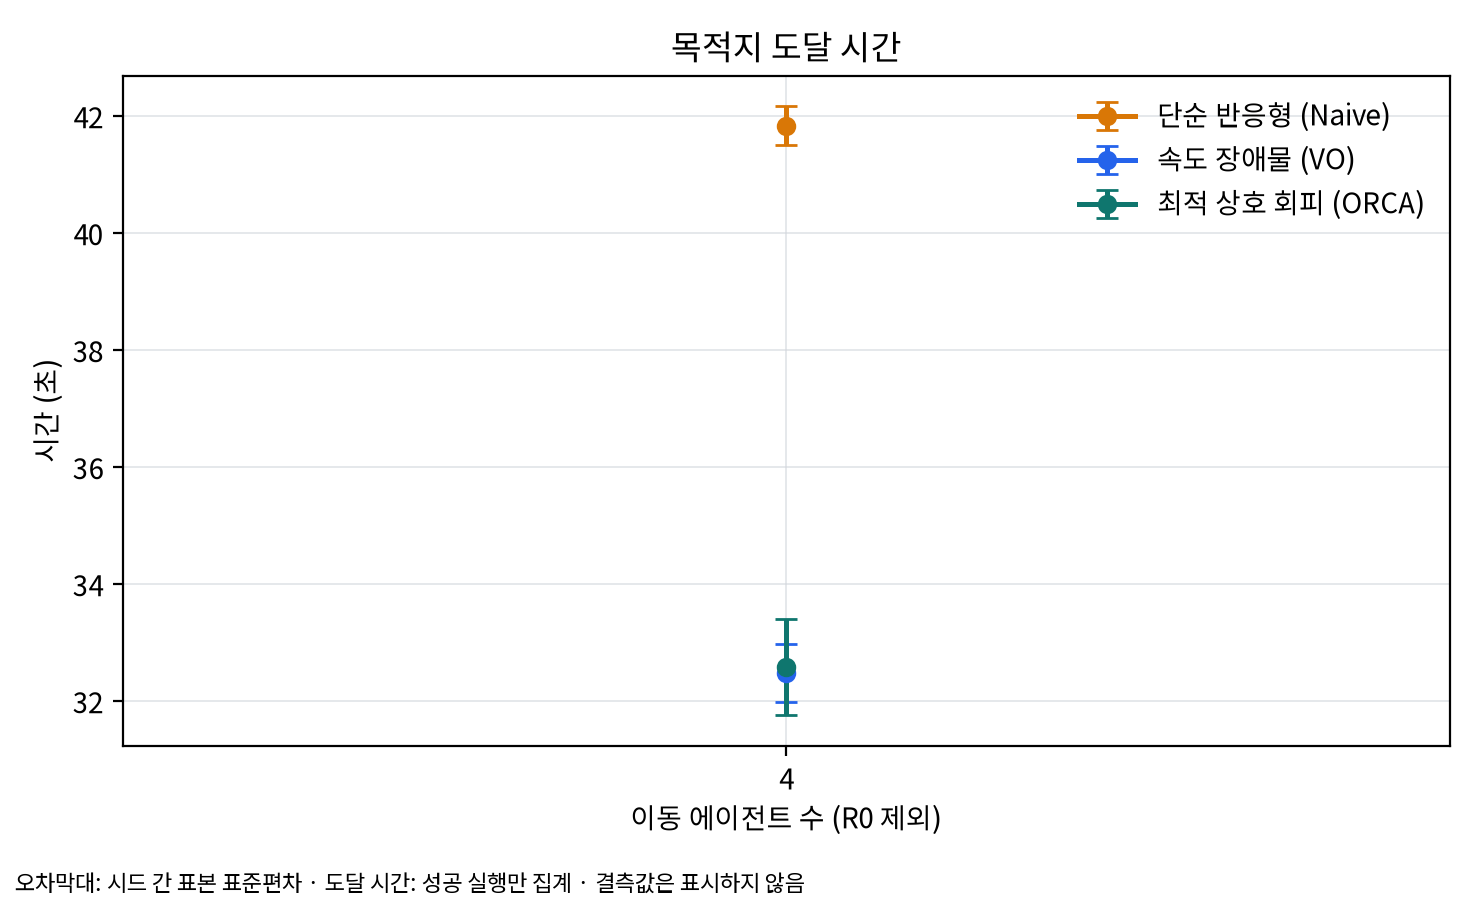 목적지 도달 시간
42
40
38
36
34
32
시간 (초)
단순 반응형 (Naive)
속도 장애물 (VO)
최적 상호 회피 (ORCA)
4
이동 에이전트 수 (R0 제외)
오차막대: 시드 간 표본 표준편차 · 도달 시간: 성공 실행만 집계 · 결측값은 표시하지 않음